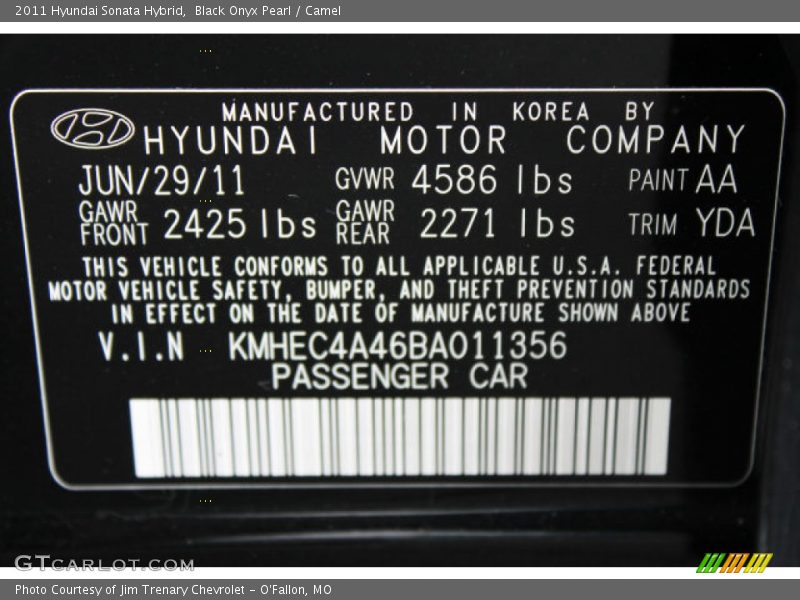 2011 Hyundai Sonata Hybrid,  Black Onyx Pearl / Camel
MANUFACTURED IN KOREA BY
HYUNDAI MOTOR COMPANY
JUN/29/11 GVWR 4586 lbs PAINT AA
GAWR FRONT 2425 lbs GAWR REAR 2271 lbs TRIM YDA
THIS VEHICLE CONFORMS TO ALL APPLICABLE U.S.A. FEDERAL
MOTOR VEHICLE SAFETY, BUMPER, AND THEFT PREVENTION STANDARDS
IN EFFECT ON THE DATE OF MANUFACTURE SHOWN ABOVE
V.I.N KMHEC4A46BA011356
PASSENGER CAR
GTCARLOT.COM
Photo Courtesy of Jim Trenary Chevrolet - O'Fallon, MO